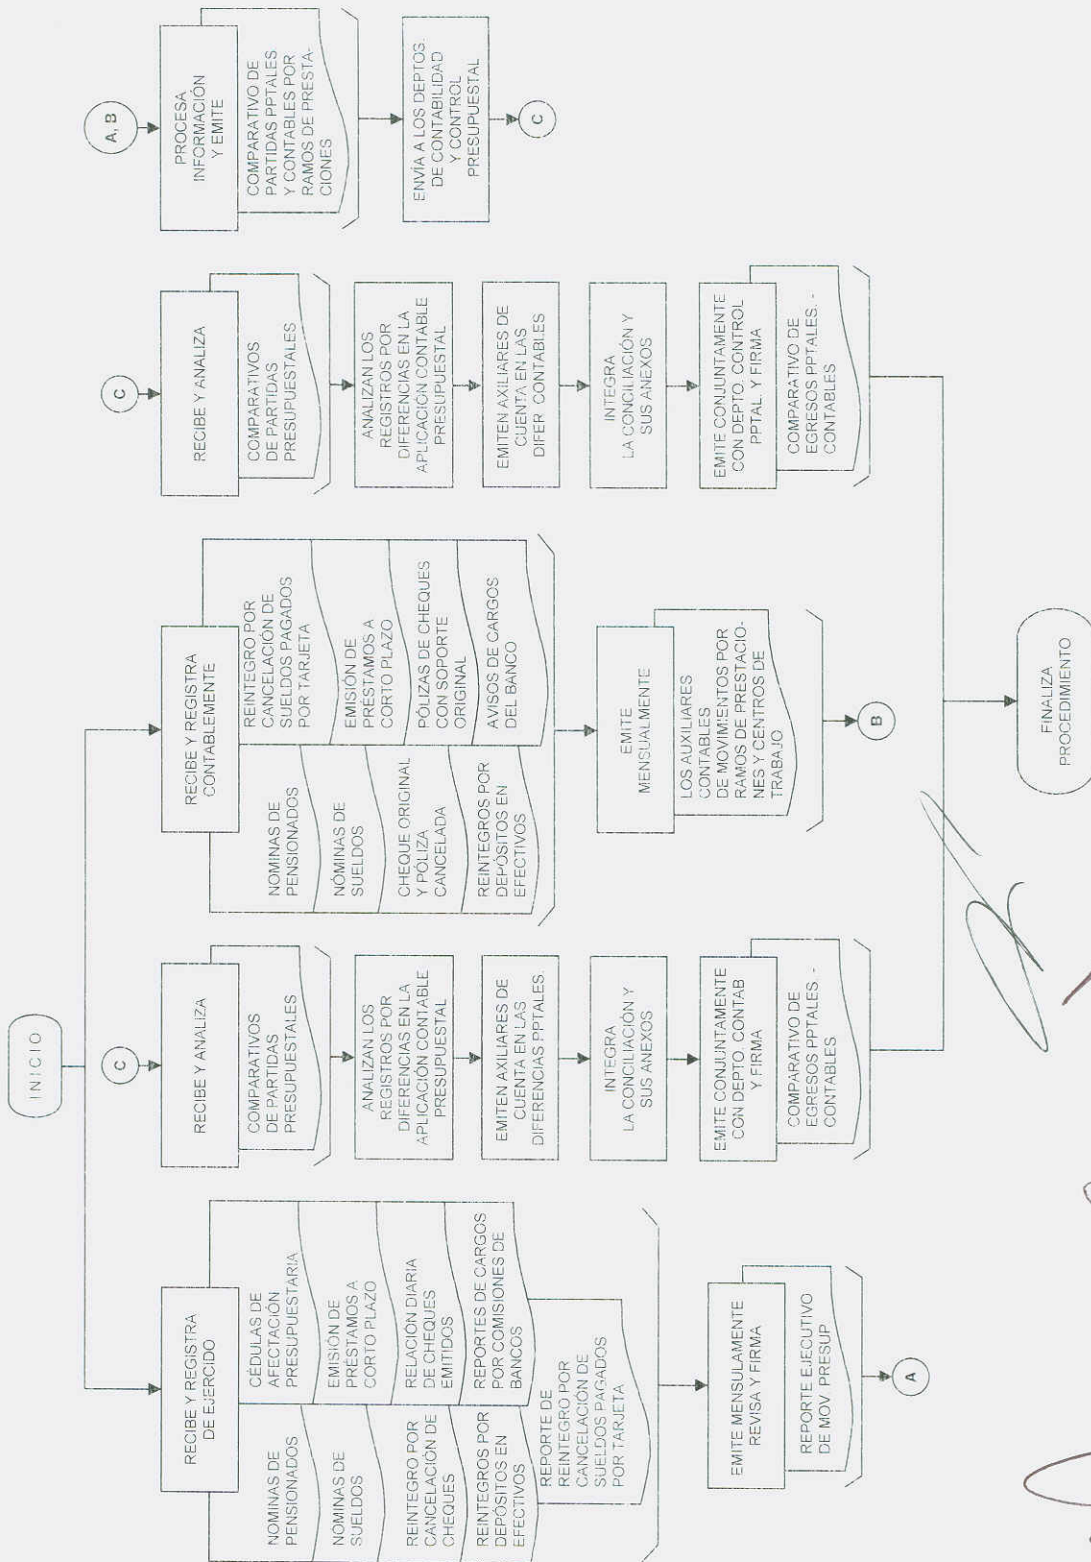 INICIO
RECIBE Y REGISTRA
DE EJERCIDO
NOMINAS DE
PENSIONADOS
CÉDULAS DE
AFECTACIÓN
PRESUPUESTARIA
NÓMINAS DE
SUELDOS
EMISIÓN DE
PRÉSTAMOS A
CORTO PLAZO
REINTEGRO POR
CANCELACIÓN DE
CHEQUES
RELACIÓN DIARIA
DE CHEQUES
EMITIDOS
REINTEGROS POR
DEPÓSITOS EN
EFECTIVOS
REPORTES DE CARGOS
POR COMISIONES DE
BANCOS
REPORTE DE
REINTEGRO POR
CANCELACIÓN DE
SUELDOS PAGADOS
POR TARJETA
EMITE MENSULAMENTE
REVISA Y FIRMA
REPORTE EJECUTIVO
DE MOV PRESUP
A
C
RECIBE Y ANALIZA
COMPARATIVOS
DE PARTIDAS
PRESUPUESTALES
ANALIZAN LOS
REGISTROS POR
DIFERENCIAS EN LA
APLICACIÓN CONTABLE
PRESUPUESTAL
EMITEN AXILIARES DE
CUENTA EN LAS
DIFERENCIAS PPTALES.
INTEGRA
LA CONCILIACIÓN Y
SUS ANEXOS
EMITE CONJUNTAMENTE
CON DEPTO. CONTAB
Y FIRMA
COMPARATIVO DE
EGRESOS PPTALES -
CONTABLES
RECIBE Y REGISTRA
CONTABLEMENTE
NOMINAS DE
PENSIONADOS
REINTEGRO POR
CANCELACIÓN DE
SUELDOS PAGADOS
POR TARJETA
NÓMINAS DE
SUELDOS
EMISIÓN DE
PRÉSTAMOS A
CORTO PLAZO
CHEQUE ORIGINAL
Y PÓLIZA
CANCELADA
PÓLIZAS DE CHEQUES
CON SOPORTE
ORIGINAL
REINTEGROS POR
DEPÓSITOS EN
EFECTIVOS
AVISOS DE CARGOS
DEL BANCO
EMITE
MENSUALMENTE
LOS AUXILIARES
CONTABLES
DE MOVIMIENTOS POR
RAMOS DE PRESTACIO-
NES Y CENTROS DE
TRABAJO
B
C
RECIBE Y ANALIZA
COMPARATIVOS
DE PARTIDAS
PRESUPUESTALES
ANALIZAN LOS
REGISTROS POR
DIFERENCIAS EN LA
APLICACIÓN CONTABLE
PRESUPUESTAL
EMITEN AXILIARES DE
CUENTA EN LAS
DIFER CONTABLES
INTEGRA
LA CONCILIACIÓN Y
SUS ANEXOS
EMITE CONJUNTAMENTE
CON DEPTO. CONTROL
PPTAL. Y FIRMA
COMPARATIVO DE
EGRESOS PPTALES. -
CONTABLES
A, B
PROCESA
INFORMACIÓN
Y EMITE
COMPARATIVO DE
PARTIDAS PPTALES
Y CONTABLES POR
RAMOS DE PRESTA-
CIONES
ENVÍA A LOS DEPTOS.
DE CONTABILIDAD
Y CONTROL
PRESUPUESTAL
C
FINALIZA
PROCEDIMIENTO